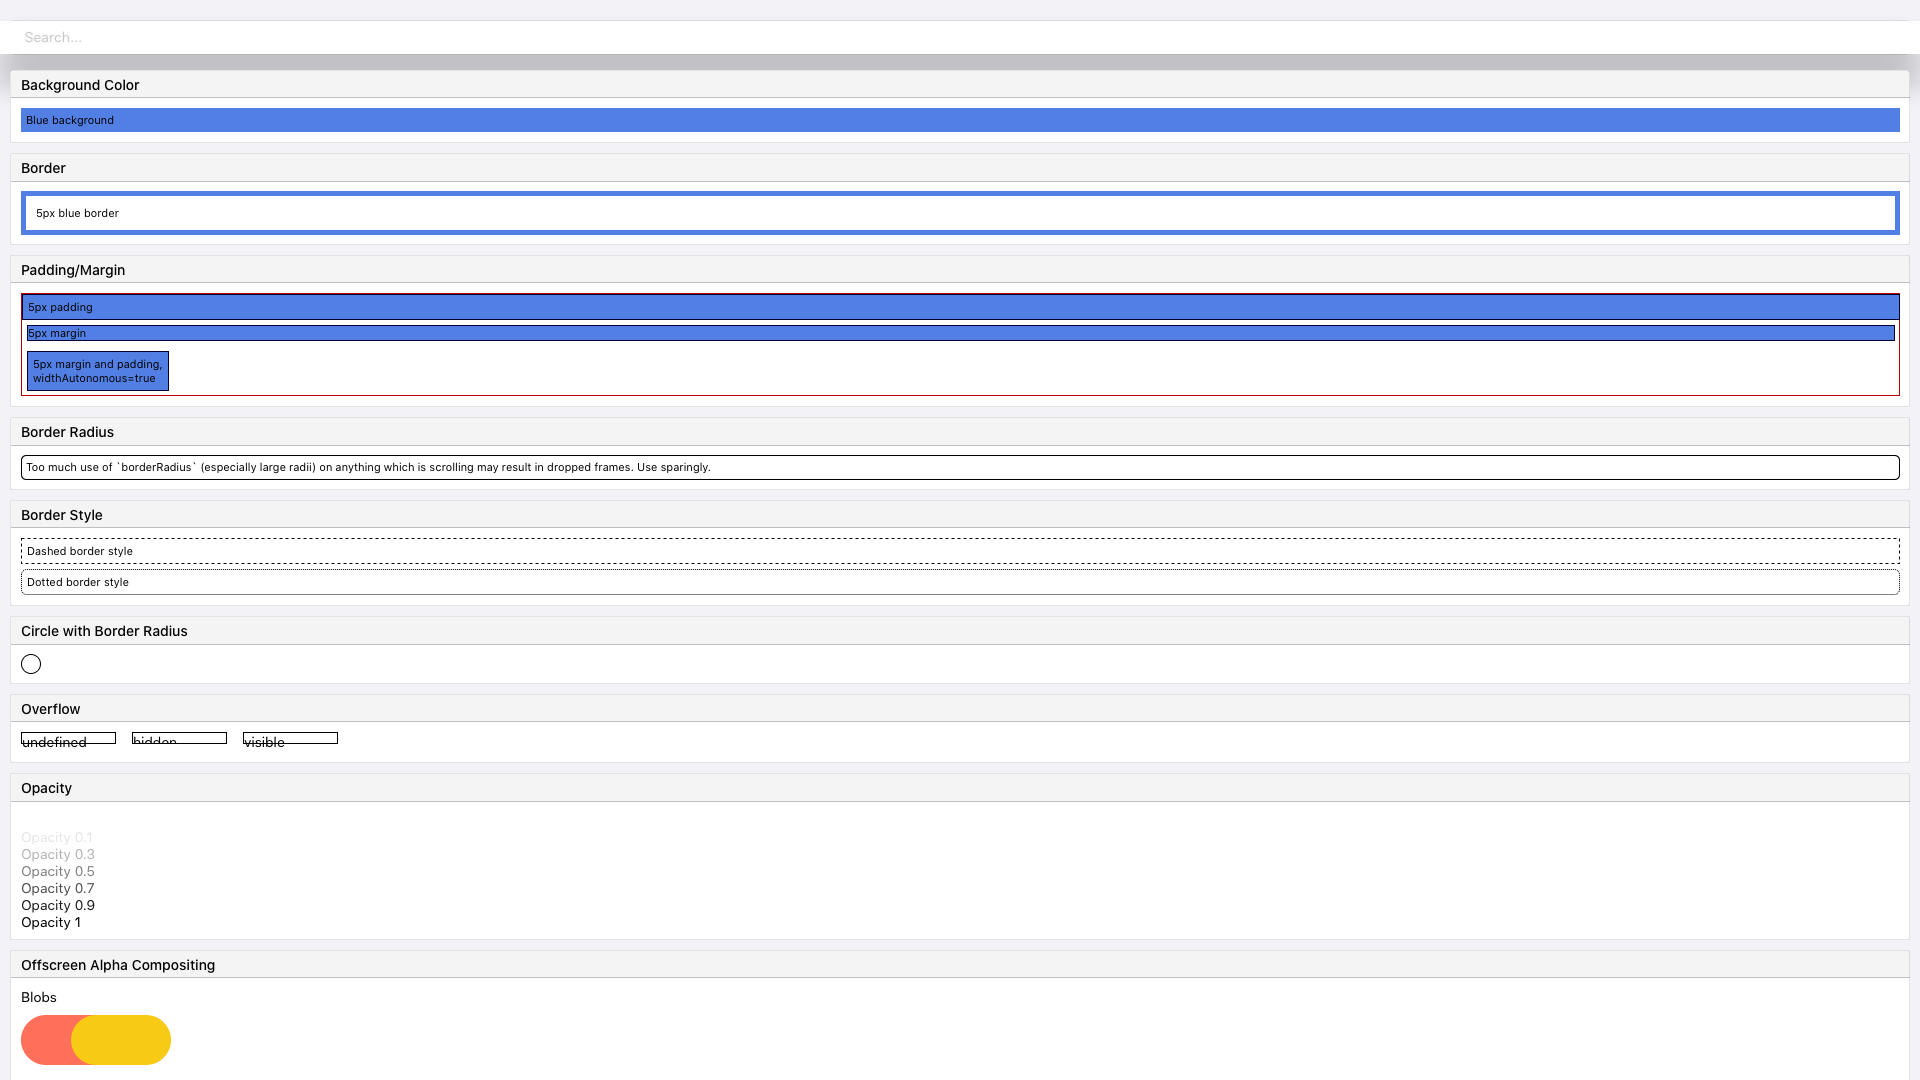 Search...
Background Color
Blue background
Border
5px blue border
Padding/Margin
5px padding
5px margin
5px margin and padding,
widthAutonomous=true
Border Radius
Too much use of `borderRadius` (especially large radii) on anything which is scrolling may result in dropped frames. Use sparingly.
Border Style
Dashed border style
Dotted border style
Circle with Border Radius
Overflow
undefined hidden visible
Opacity
Opacity 0.1
Opacity 0.3
Opacity 0.5
Opacity 0.7
Opacity 0.9
Opacity 1
Offscreen Alpha Compositing
Blobs